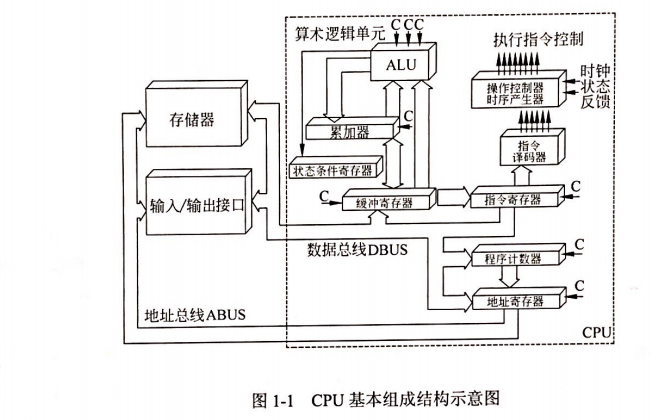 算术逻辑单元
C CC
ALU
执行指令控制
操作控制器
时序产生器
时钟
状态
反馈
存储器
累加器
C
指令
译码器
状态条件寄存器
输入/输出接口
C
缓冲寄存器
指令寄存器
C
数据总线DBUS
程序计数器
C
地址寄存器
C
地址总线ABUS
CPU
图 1-1 CPU 基本组成结构示意图